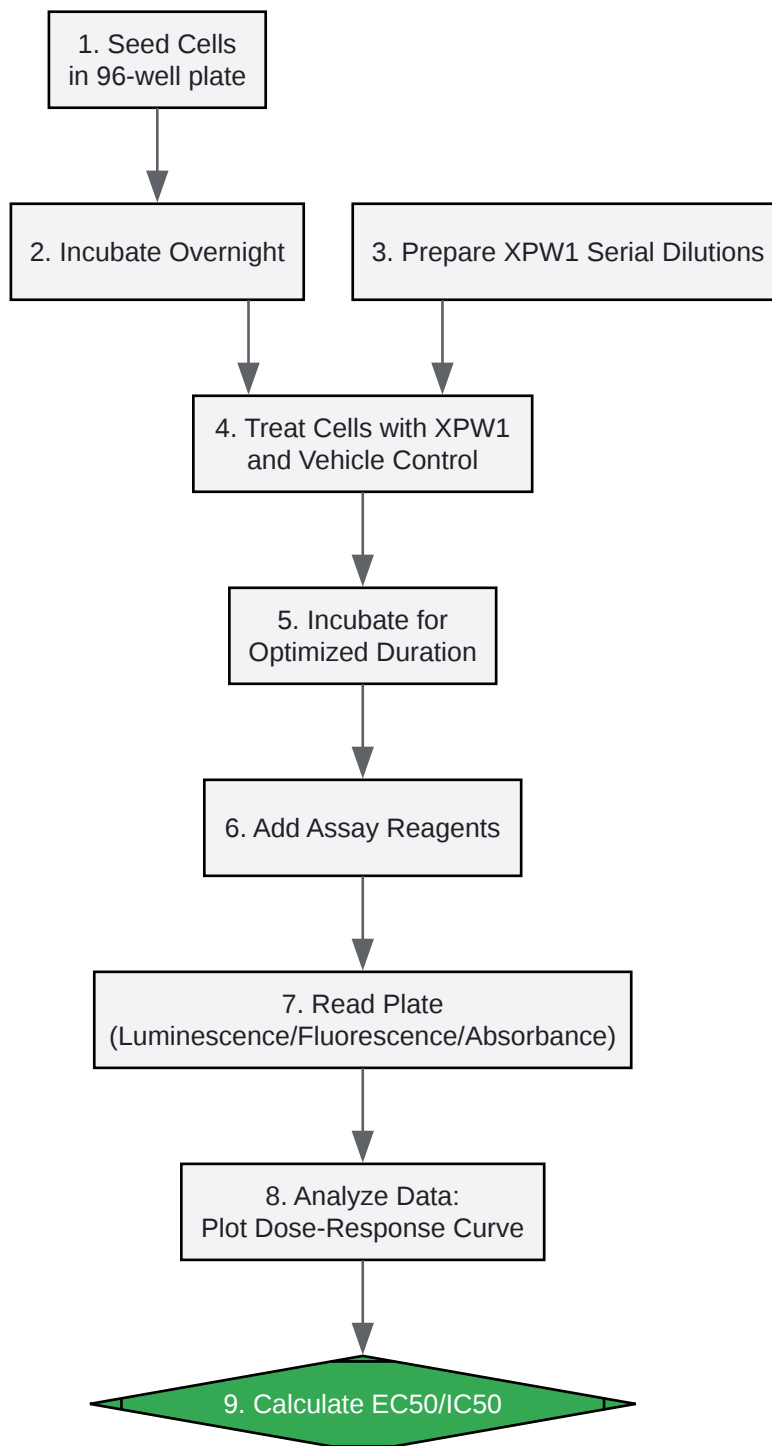 1. Seed Cells
in 96-well plate
2. Incubate Overnight
3. Prepare XPW1 Serial Dilutions
4. Treat Cells with XPW1
and Vehicle Control
5. Incubate for
Optimized Duration
6. Add Assay Reagents
7. Read Plate
(Luminescence/Fluorescence/Absorbance)
8. Analyze Data:
Plot Dose-Response Curve
9. Calculate EC50/IC50